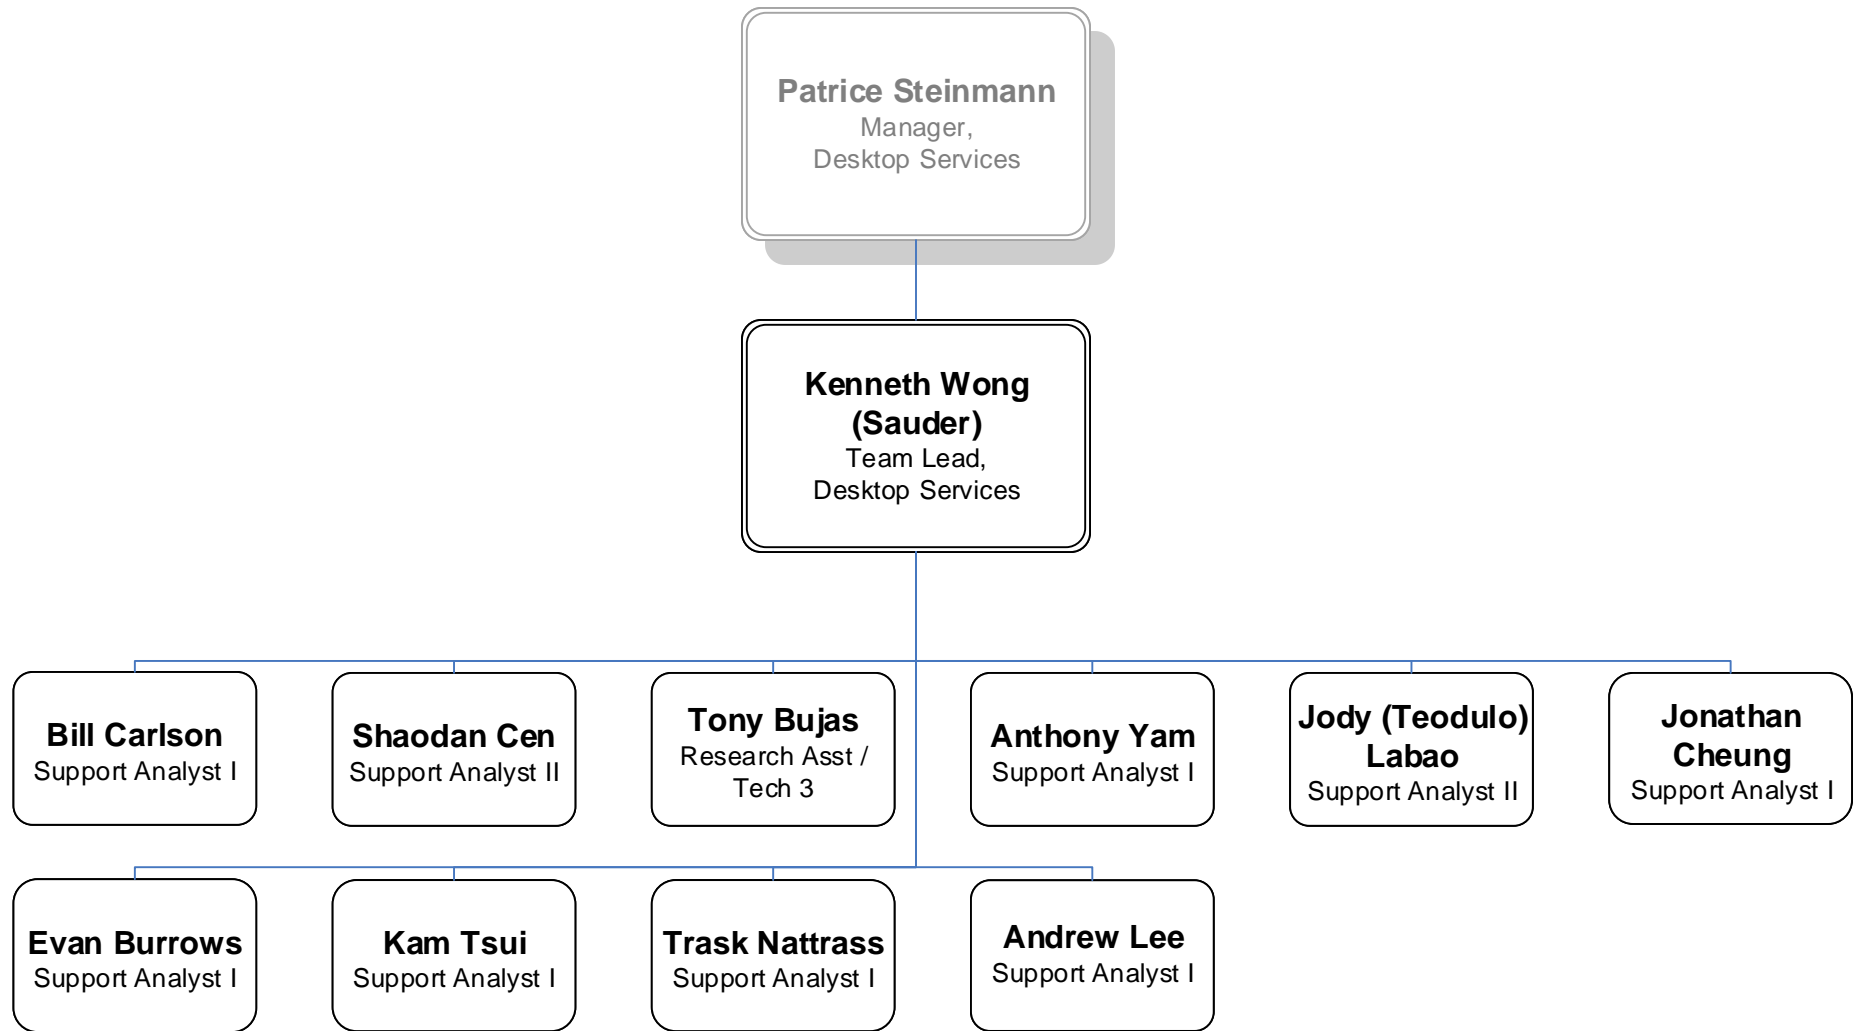 Patrice Steinmann
Manager,
Desktop Services
Kenneth Wong
(Sauder)
Team Lead,
Desktop Services
Bill Carlson
Support Analyst I
Shaodan Cen
Support Analyst II
Tony Bujas
Research Asst /
Tech 3
Anthony Yam
Support Analyst I
Jody (Teodulo)
Labao
Support Analyst II
Jonathan
Cheung
Support Analyst I
Evan Burrows
Support Analyst I
Kam Tsui
Support Analyst I
Trask Nattrass
Support Analyst I
Andrew Lee
Support Analyst I